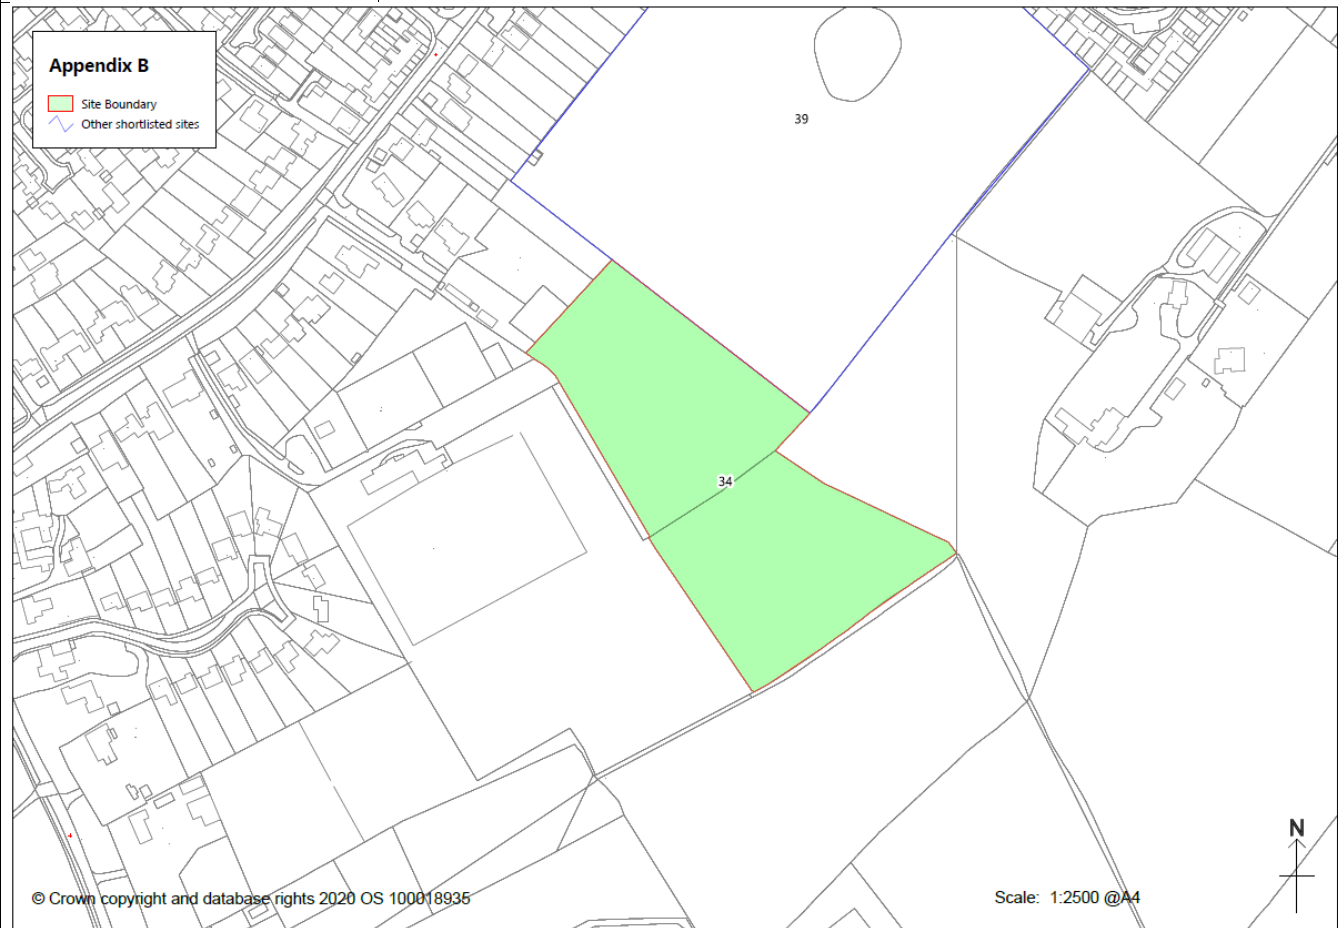 Appendix B
Site Boundary
Other shortlisted sites
39
34
N
© Crown copyright and database rights 2020 OS 100018935
Scale: 1:2500 @A4